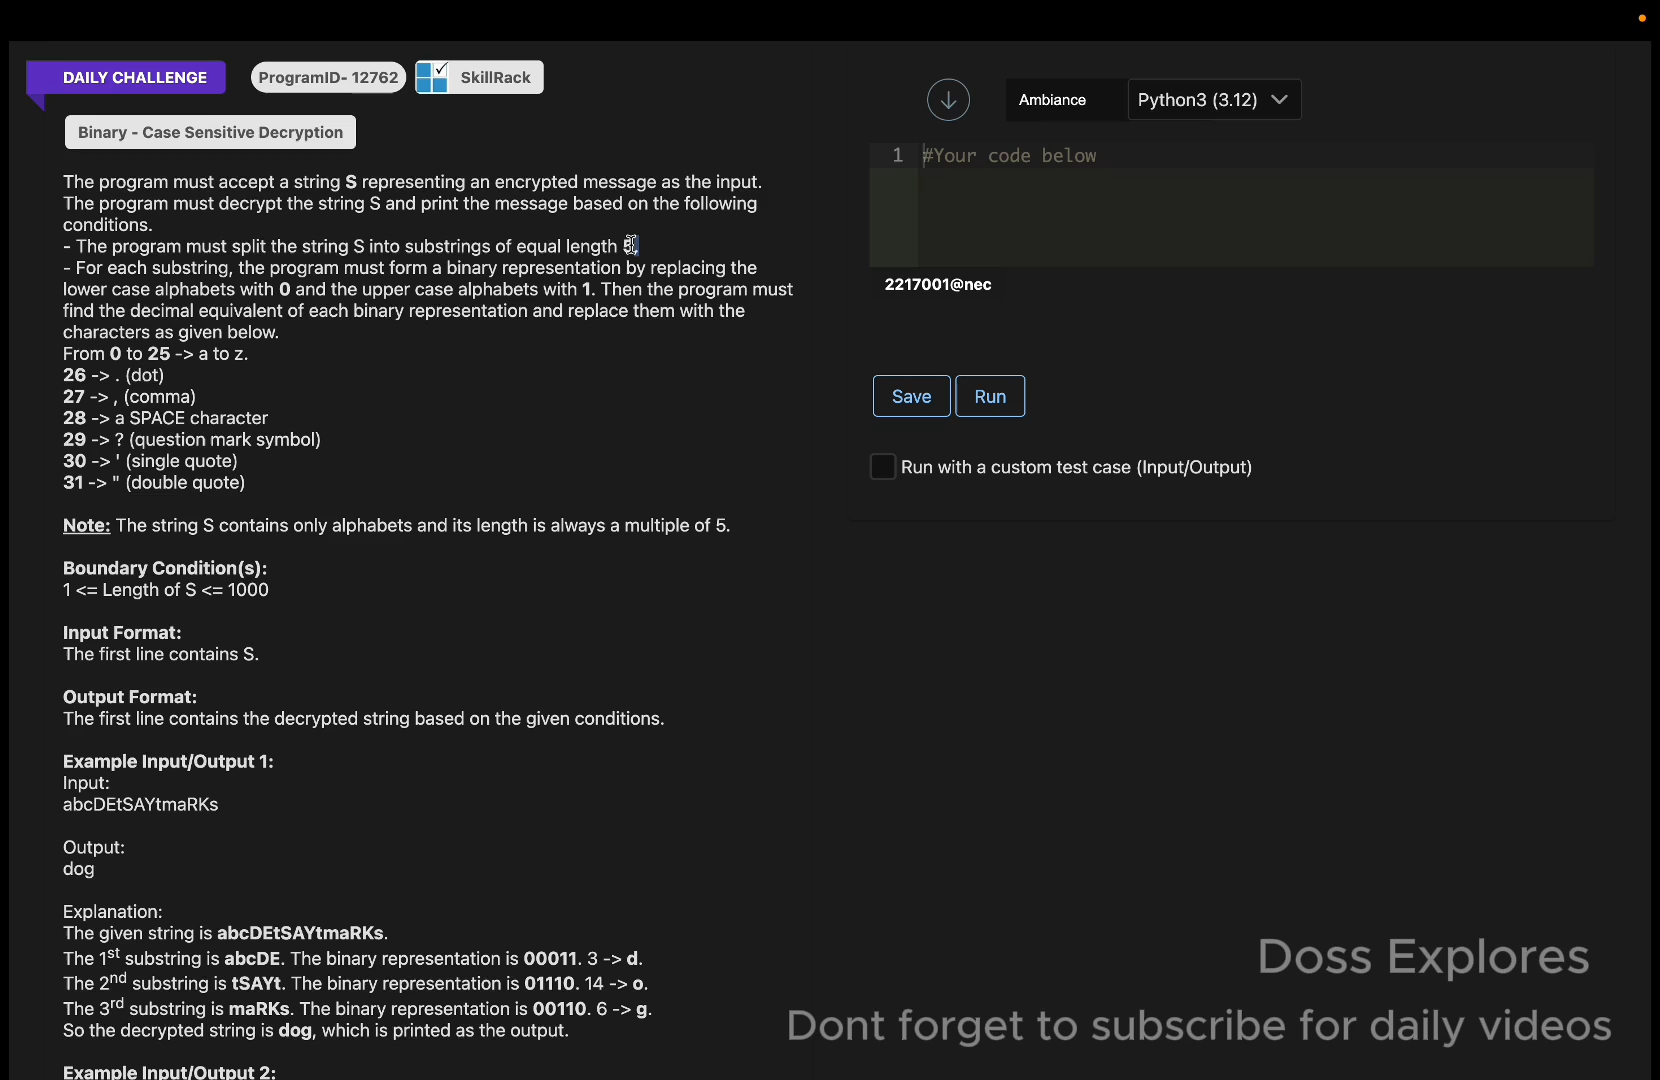 DAILY CHALLENGE
ProgramID- 12762
SkillRack
Binary - Case Sensitive Decryption
The program must accept a string S representing an encrypted message as the input.
The program must decrypt the string S and print the message based on the following
conditions.
- The program must split the string S into substrings of equal length 5.
- For each substring, the program must form a binary representation by replacing the
lower case alphabets with 0 and the upper case alphabets with 1. Then the program must
find the decimal equivalent of each binary representation and replace them with the
characters as given below.
From 0 to 25 -> a to z.
26 -> . (dot)
27 -> , (comma)
28 -> a SPACE character
29 -> ? (question mark symbol)
30 -> ' (single quote)
31 -> " (double quote)
Note: The string S contains only alphabets and its length is always a multiple of 5.
Boundary Condition(s):
1 <= Length of S <= 1000
Input Format:
The first line contains S.
Output Format:
The first line contains the decrypted string based on the given conditions.
Example Input/Output 1:
Input:
abcDEtSAYtmaRKs
Output:
dog
Explanation:
The given string is abcDEtSAYtmaRKs.
The 1st substring is abcDE. The binary representation is 00011. 3 -> d.
The 2nd substring is tSAYt. The binary representation is 01110. 14 -> o.
The 3rd substring is maRKs. The binary representation is 00110. 6 -> g.
So the decrypted string is dog, which is printed as the output.
Example Input/Output 2:
Ambiance
Python3 (3.12)
1 #Your code below
2217001@nec
Save
Run
Run with a custom test case (Input/Output)
Doss Explores
Dont forget to subscribe for daily videos